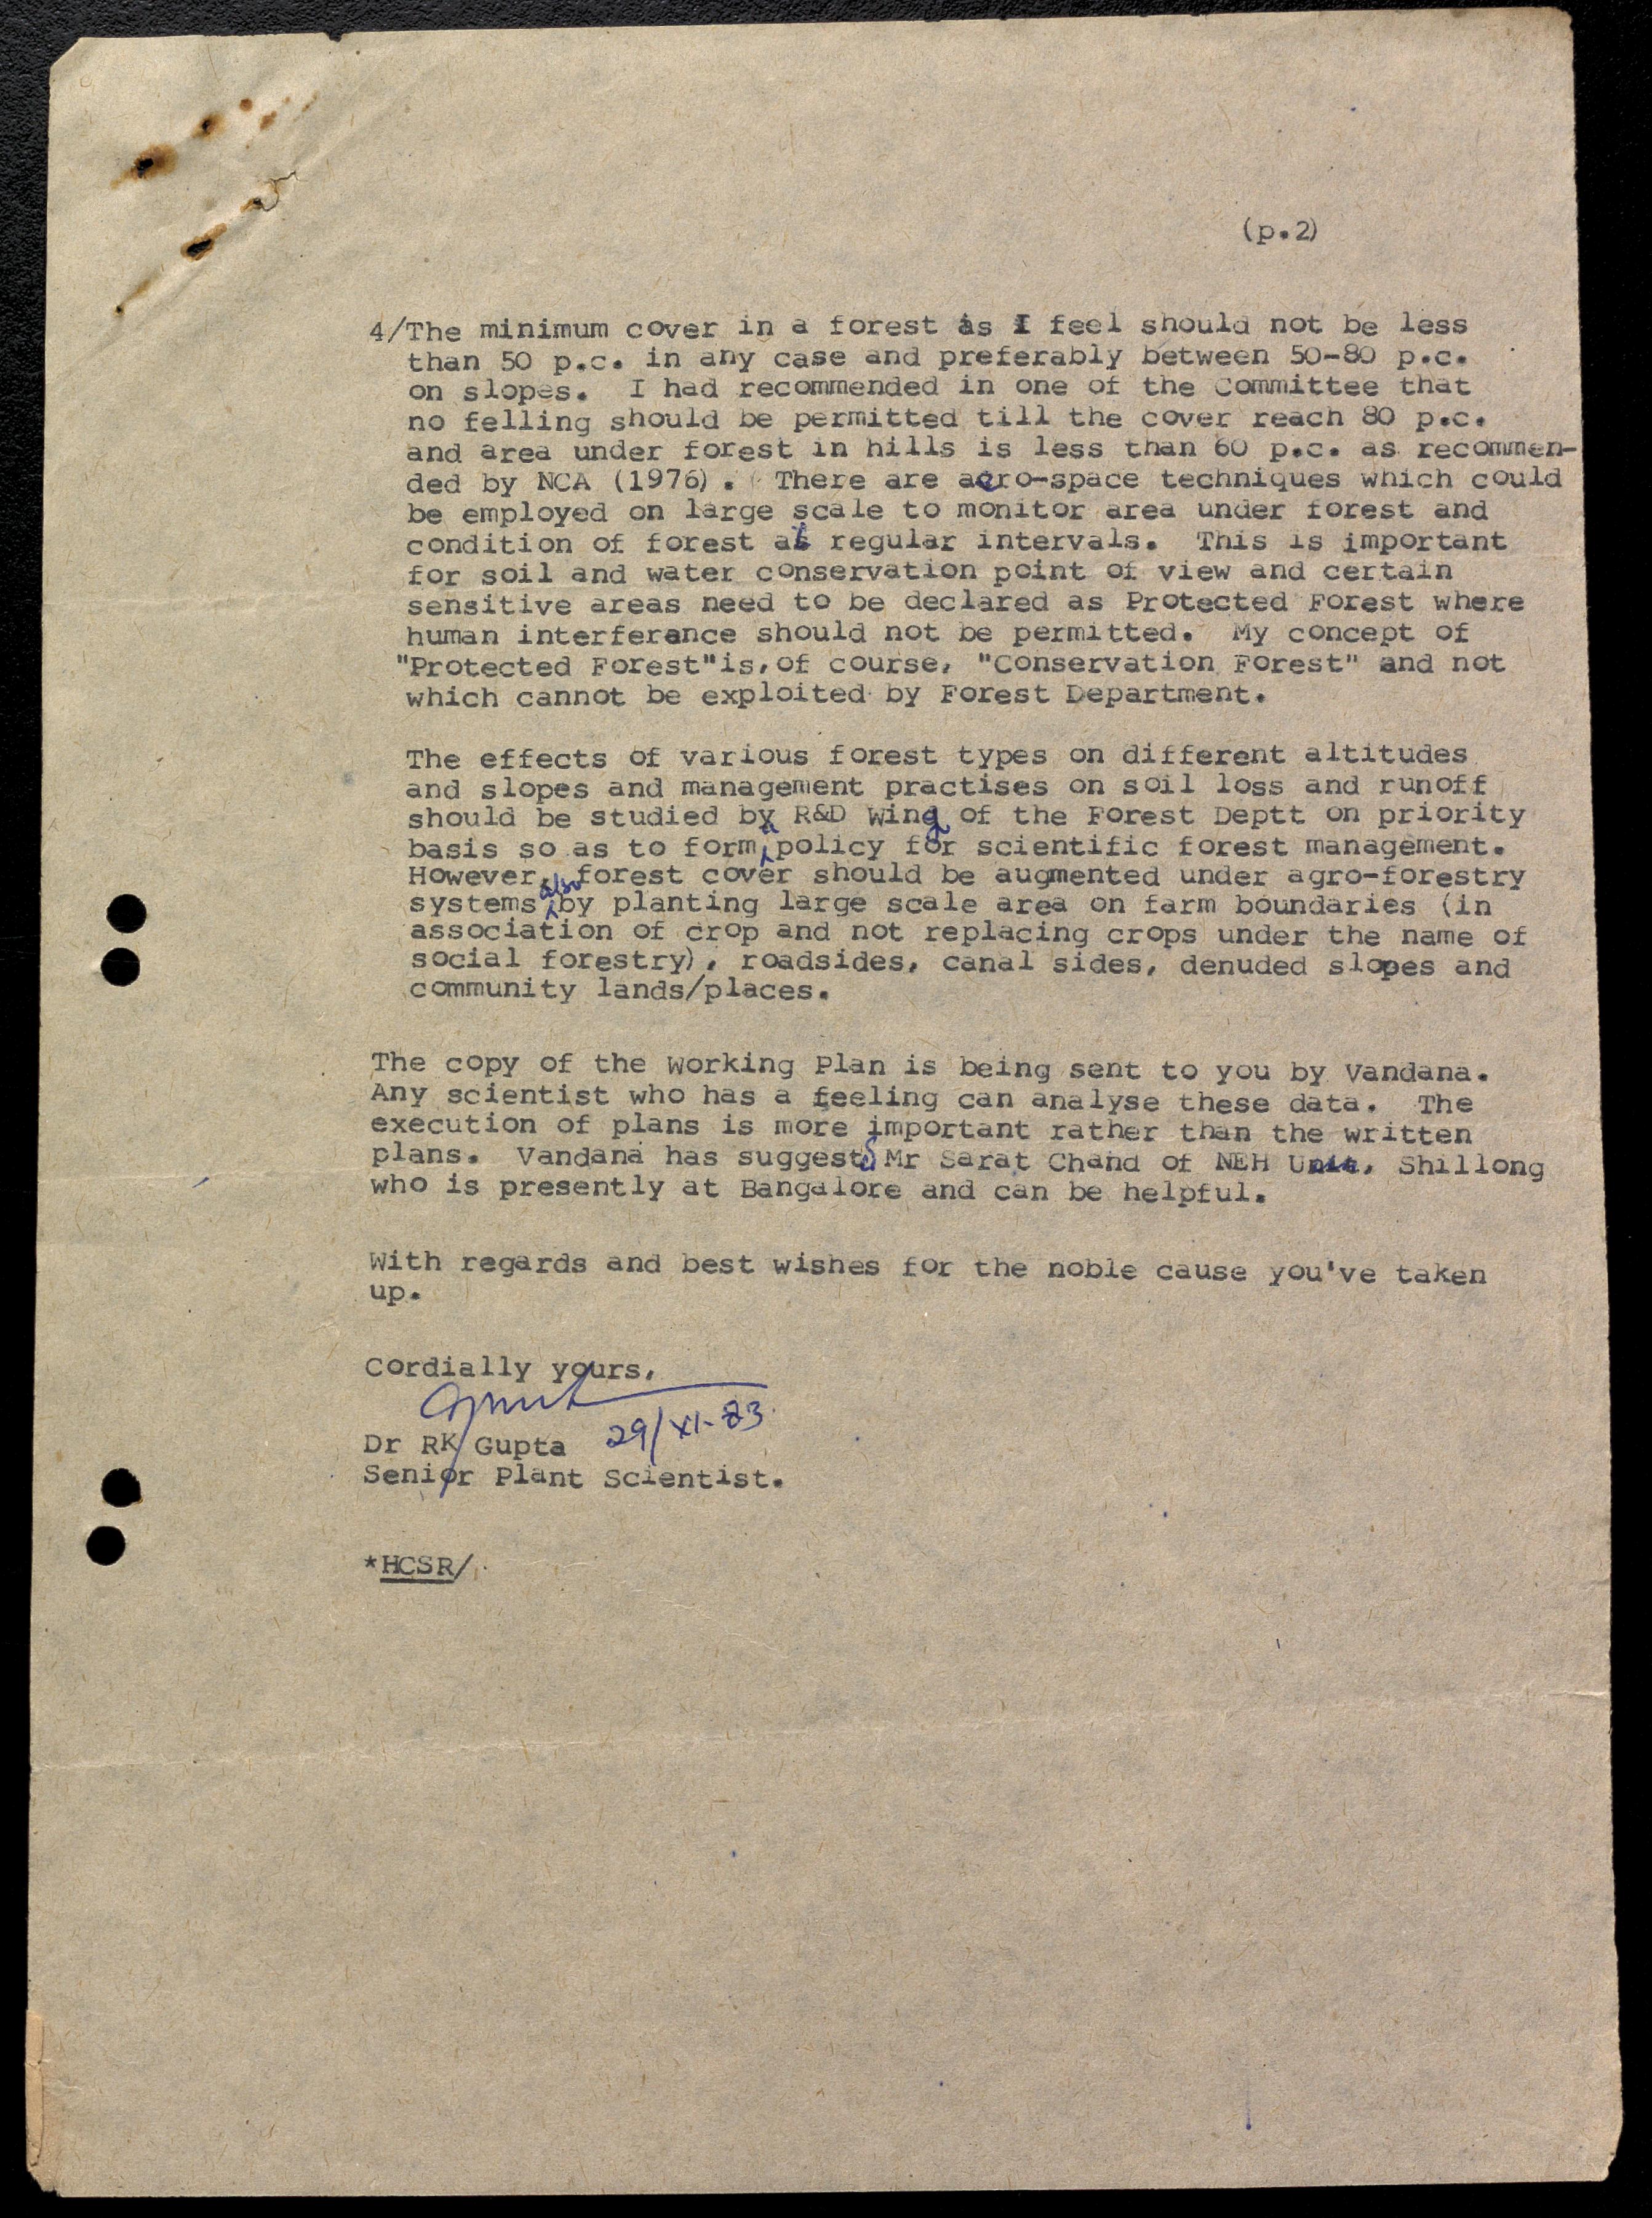 (p.2)
4/The minimum cover in a forest as I feel should not be less
than 50 p.c. in any case and preferably between 50-80 p.c.
on slopes. I had recommended in one of the Committee that
no felling should be permitted till the cover reach 80 p.c.
and area under forest in hills is less than 60 p.c. as recommen-
ded by NCA (1976). There are aero-space techniques which could
be employed on large scale to monitor area under forest and
condition of forest at regular intervals. This is important
for soil and water conservation point of view and certain
sensitive areas need to be declared as Protected Forest where
human interferance should not be permitted. My concept of
"Protected Forest"is,of course, "Conservation Forest" and not
which cannot be exploited by Forest Department.
The effects of various forest types on different altitudes
and slopes and management practises on soil loss and runoff
should be studied by R&D Wing of the Forest Deptt on priority
basis so as to form policy for scientific forest management.
However, forest cover should be augmented under agro-forestry
systems also by planting large scale area on farm boundaries (in
association of crop and not replacing crops under the name of
social forestry), roadsides, canal sides, denuded slopes and
community lands/places.
The copy of the Working Plan is being sent to you by Vandana.
Any scientist who has a feeling can analyse these data. The
execution of plans is more important rather than the written
plans. Vandana has suggestd Mr Sarat Chand of NEH Unit, Shillong
who is presently at Bangalore and can be helpful.
With regards and best wishes for the noble cause you've taken
up.
Cordially yours,
29/XI-83
Dr RK Gupta
Senior Plant Scientist.
*HCSR/